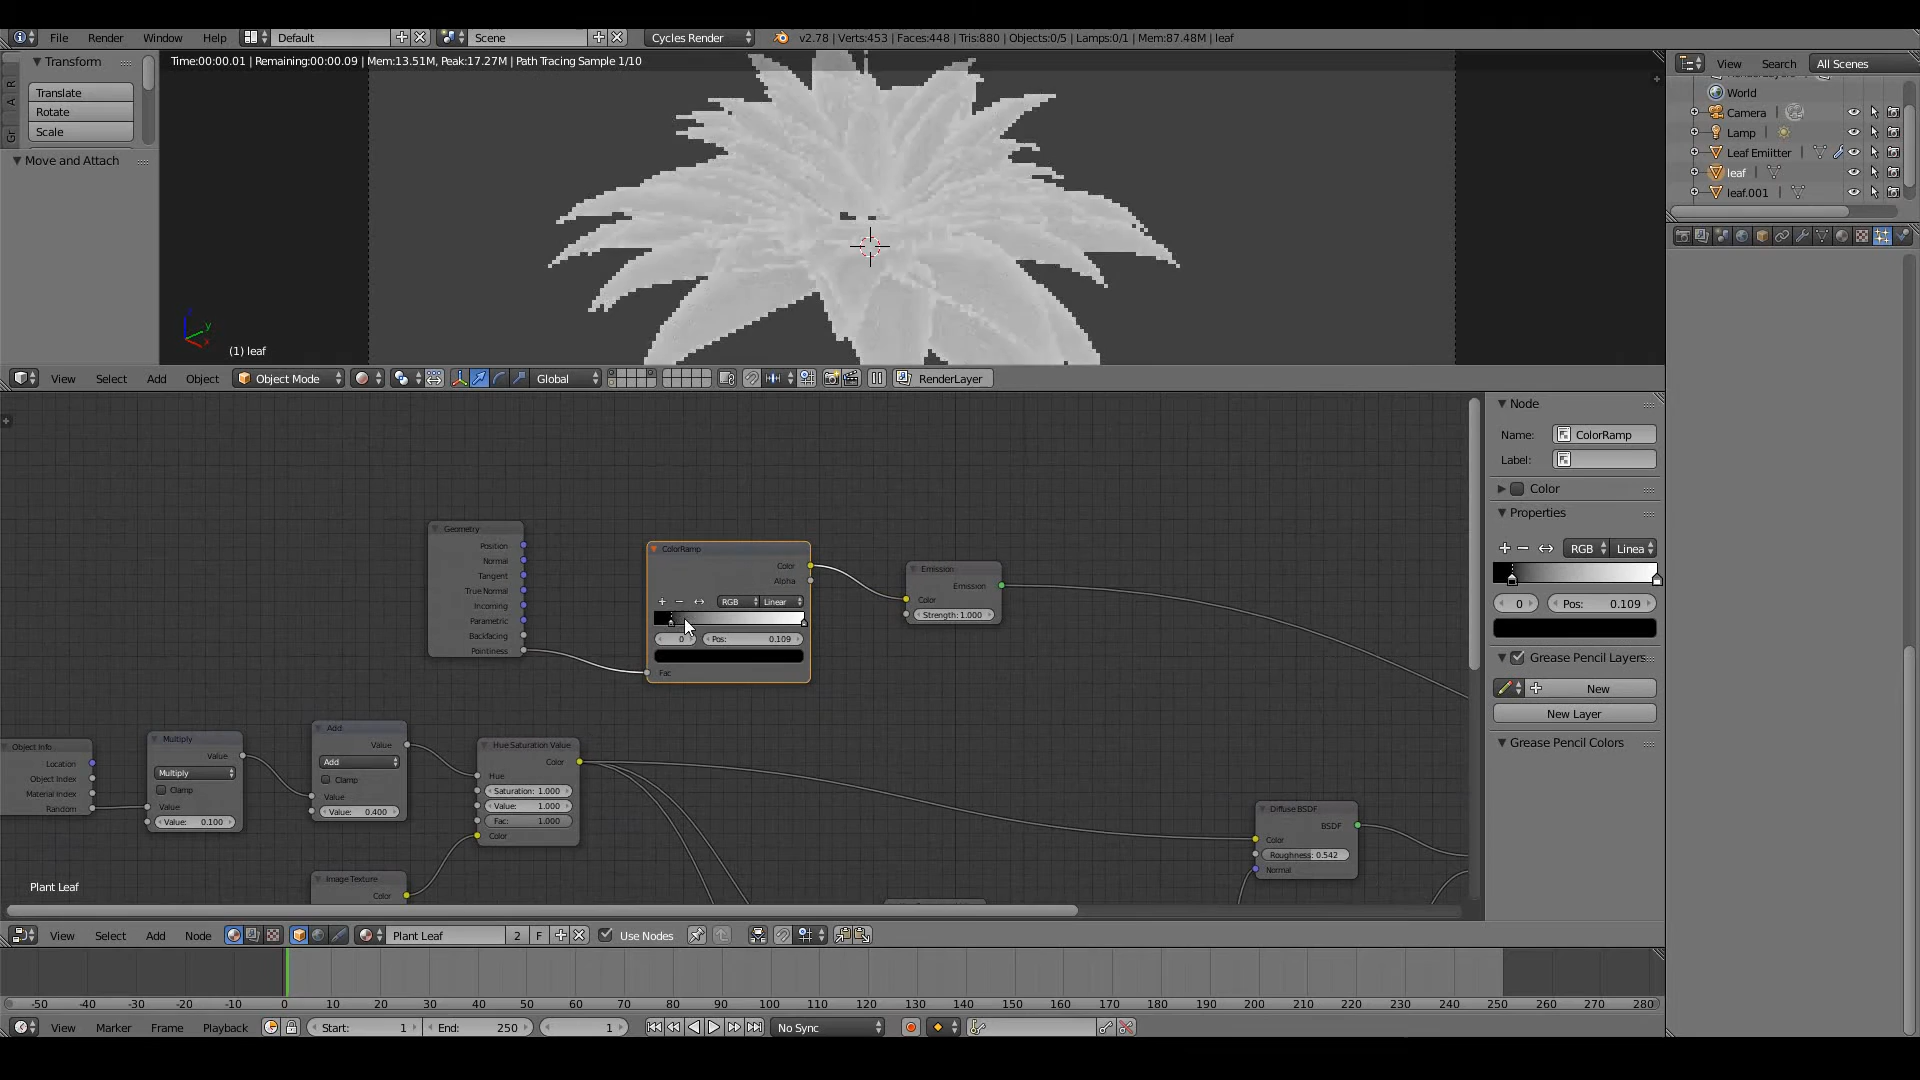 File Render Window Help Default Scene Cycles Render v2.78 | Verts:453 | Faces:448 | Tris:880 | Objects:0/5 | Lamps:0/1 | Mem:87.48M | leaf
Time:00:00.01 | Remaining:00:00.09 | Mem:13.51M, Peak:17.27M | Path Tracing Sample 1/10
Transform
Translate
Rotate
Scale
Move and Attach
R
A
Gr
View Search All Scenes
World
Camera
Lamp
Leaf Emiitter
leaf
leaf.001
z
y
x
(1) leaf
View Select Add Object Object Mode Global RenderLayer
Geometry
Position
Normal
Tangent
True Normal
Incoming
Parametric
Backfacing
Pointiness
ColorRamp
Color
Alpha
RGB Linear
0 Pos: 0.109
Fac
Emission
Emission
Color
Strength: 1.000
Object Info
Location
Object Index
Material Index
Random
Multiply
Value
Multiply
Clamp
Value
Value: 0.100
Add
Value
Add
Clamp
Value
Value: 0.400
Hue Saturation Value
Color
Hue
Saturation: 1.000
Value: 1.000
Fac: 1.000
Color
Image Texture
Color
Diffuse BSDF
BSDF
Color
Roughness: 0.542
Normal
Plant Leaf
Node
Name: ColorRamp
Label:
Color
Properties
RGB Linea
0 Pos: 0.109
Grease Pencil Layers
New
New Layer
Grease Pencil Colors
View Select Add Node Plant Leaf 2 F Use Nodes
-50 -40 -30 -20 -10 0 10 20 30 40 50 60 70 80 90 100 110 120 130 140 150 160 170 180 190 200 210 220 230 240 250 260 270 280
View Marker Frame Playback Start: 1 End: 250 1 No Sync